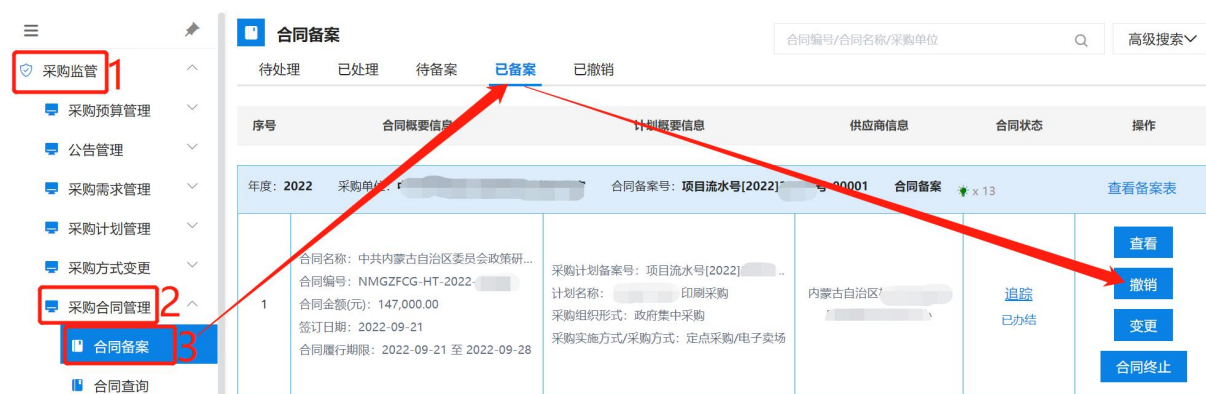 采购监管 1
采购预算管理
公告管理
采购需求管理
采购计划管理
采购方式变更
采购合同管理 2
合同备案 3
合同查询
合同备案
合同编号/合同名称/采购单位
高级搜索
待处理 已处理 待备案 已备案 已撤销
序号 合同概要信息 计划概要信息 供应商信息 合同状态 操作
年度：2022 采购单位： 合同备案号：项目流水号[2022] 号-00001 合同备案 x 13 查看备案表
1
合同名称：中共内蒙古自治区委员会政策研...
合同编号：NMGZFCG-HT-2022-
合同金额(元)：147,000.00
签订日期：2022-09-21
合同履行期限：2022-09-21 至 2022-09-28
采购计划备案号：项目流水号[2022] ..
计划名称： 印刷采购
采购组织形式：政府集中采购
采购实施方式/采购方式：定点采购/电子卖场
内蒙古自治区
追踪
已办结
查看
撤销
变更
合同终止